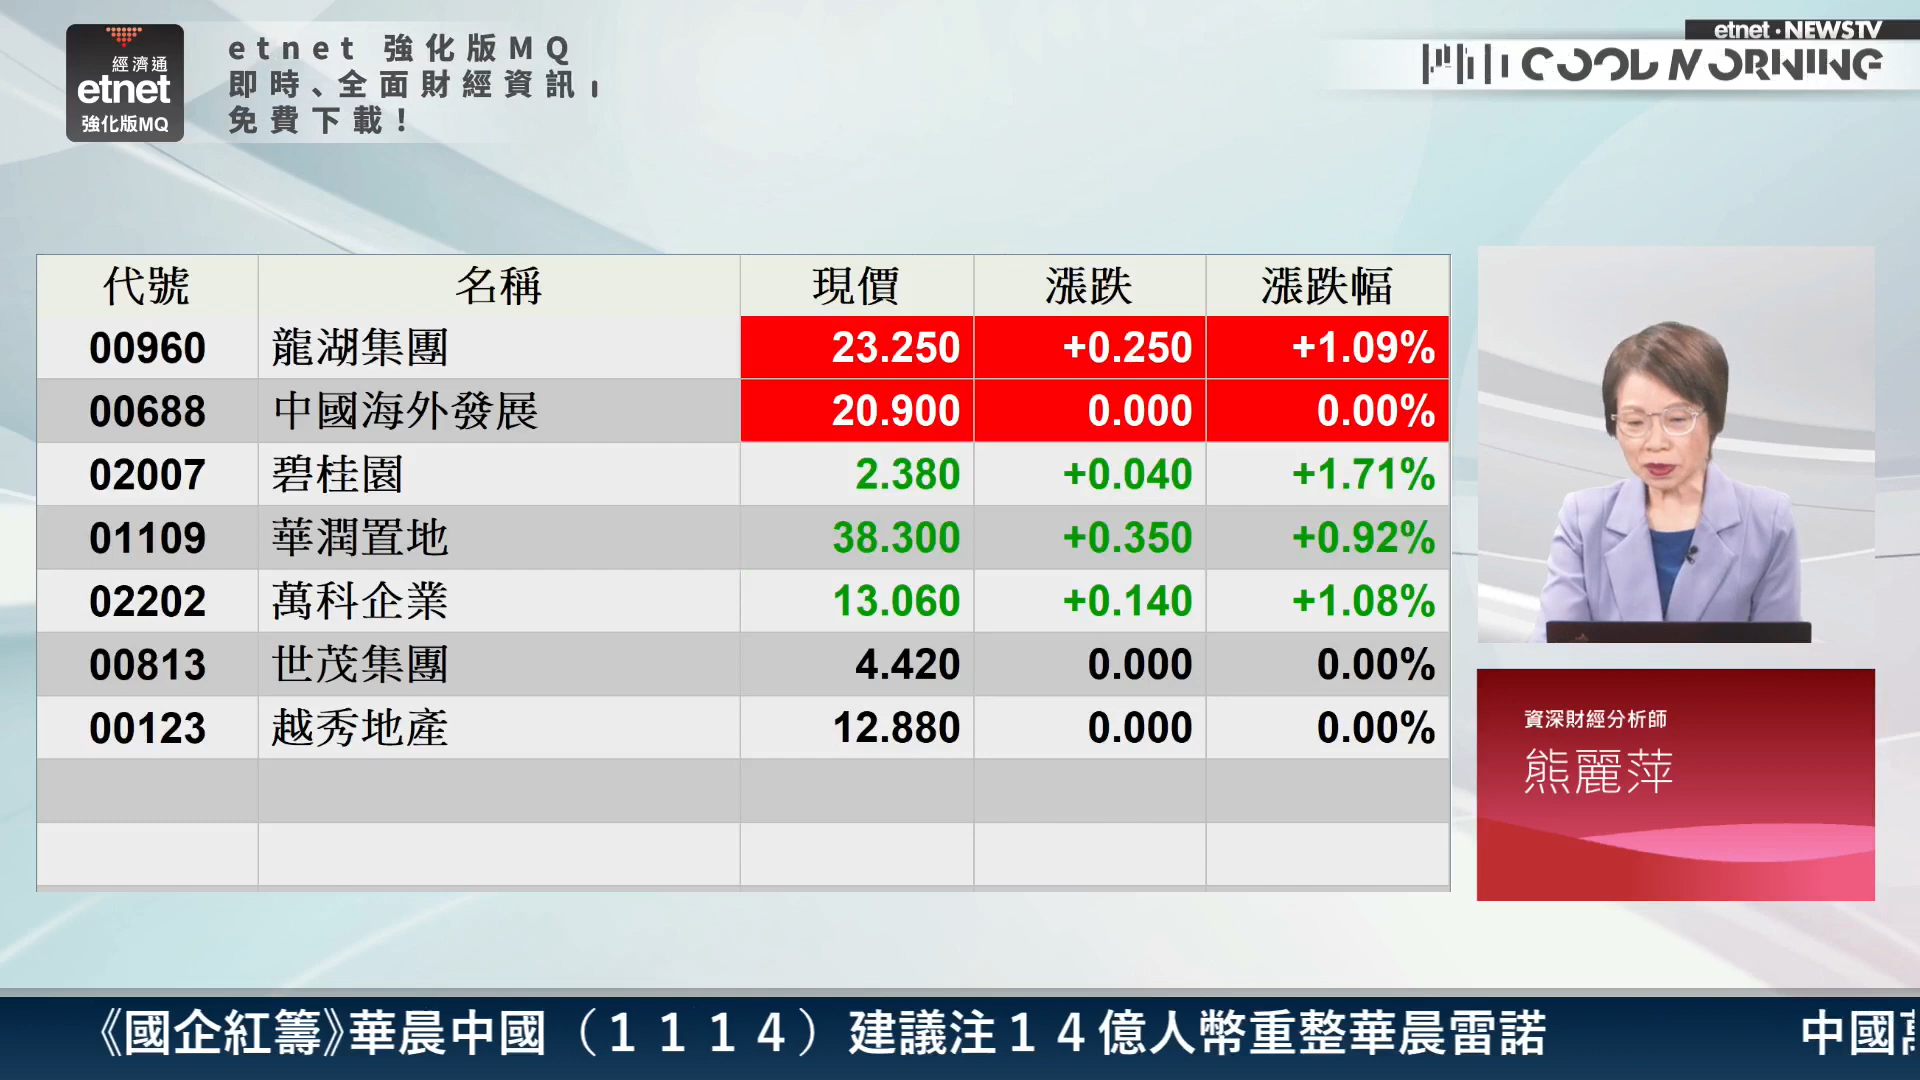 經濟通
etnet
強化版MQ
etnet 強化版MQ
即時、全面財經資訊，
免費下載！
etnet·NEWSTV
COOL MORNING
代號 名稱 現價 漲跌 漲跌幅
00960 龍湖集團 23.250 +0.250 +1.09%
00688 中國海外發展 20.900 0.000 0.00%
02007 碧桂園 2.380 +0.040 +1.71%
01109 華潤置地 38.300 +0.350 +0.92%
02202 萬科企業 13.060 +0.140 +1.08%
00813 世茂集團 4.420 0.000 0.00%
00123 越秀地產 12.880 0.000 0.00%
資深財經分析師
熊麗萍
《國企紅籌》華晨中國（１１１４）建議注１４億人幣重整華晨雷諾 中國